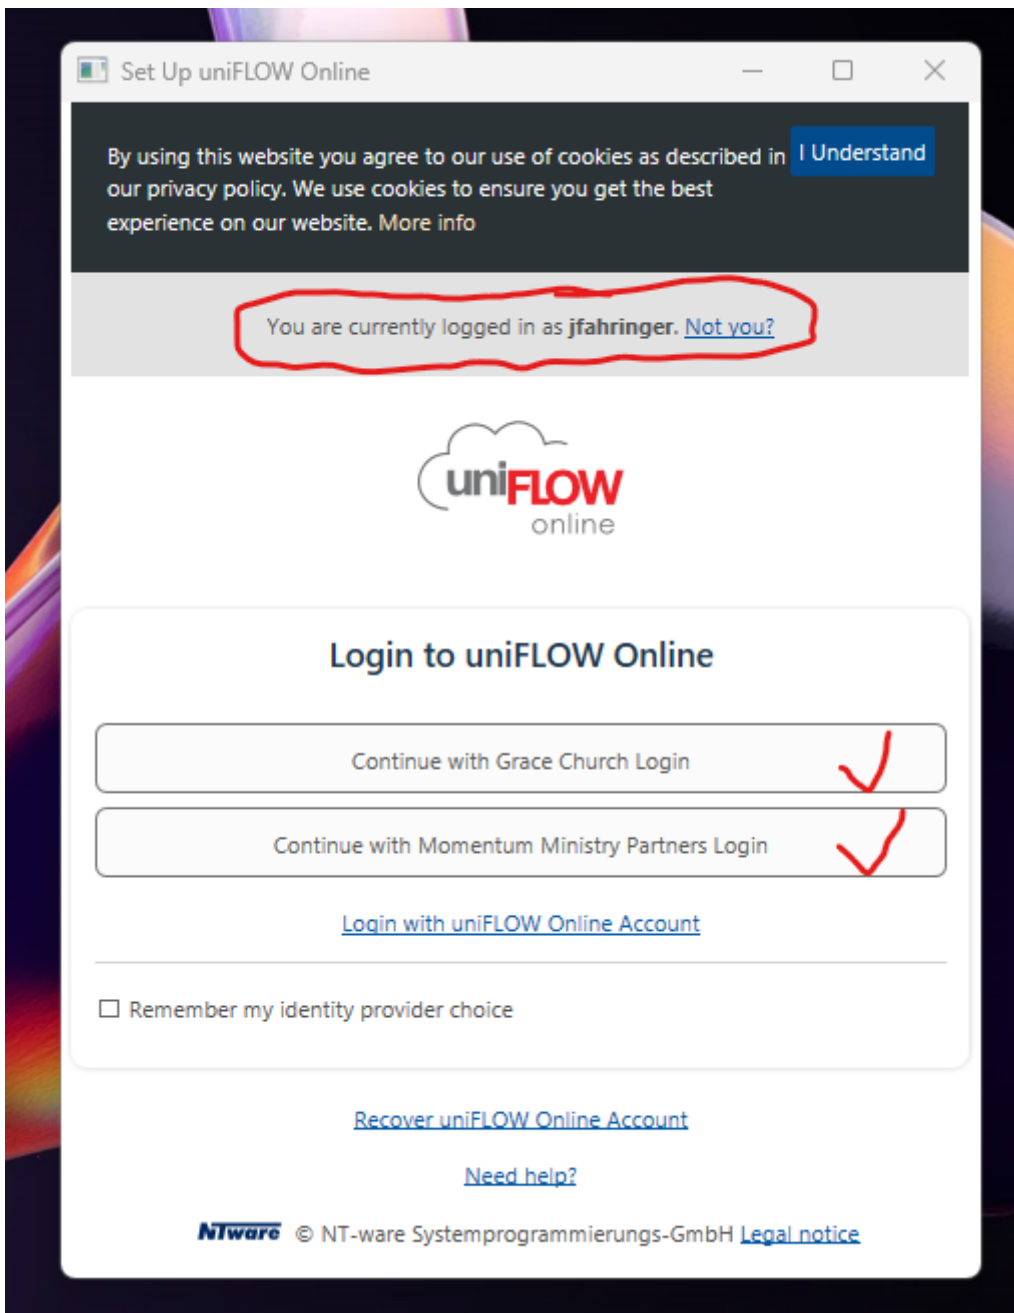 Set Up uniFLOW Online
By using this website you agree to our use of cookies as described in
our privacy policy. We use cookies to ensure you get the best
experience on our website. More info
I Understand
You are currently logged in as jfahringer. Not you?
uniFLOW
online
Login to uniFLOW Online
Continue with Grace Church Login
Continue with Momentum Ministry Partners Login
Login with uniFLOW Online Account
Remember my identity provider choice
Recover uniFLOW Online Account
Need help?
NTware © NT-ware Systemprogrammierungs-GmbH Legal notice